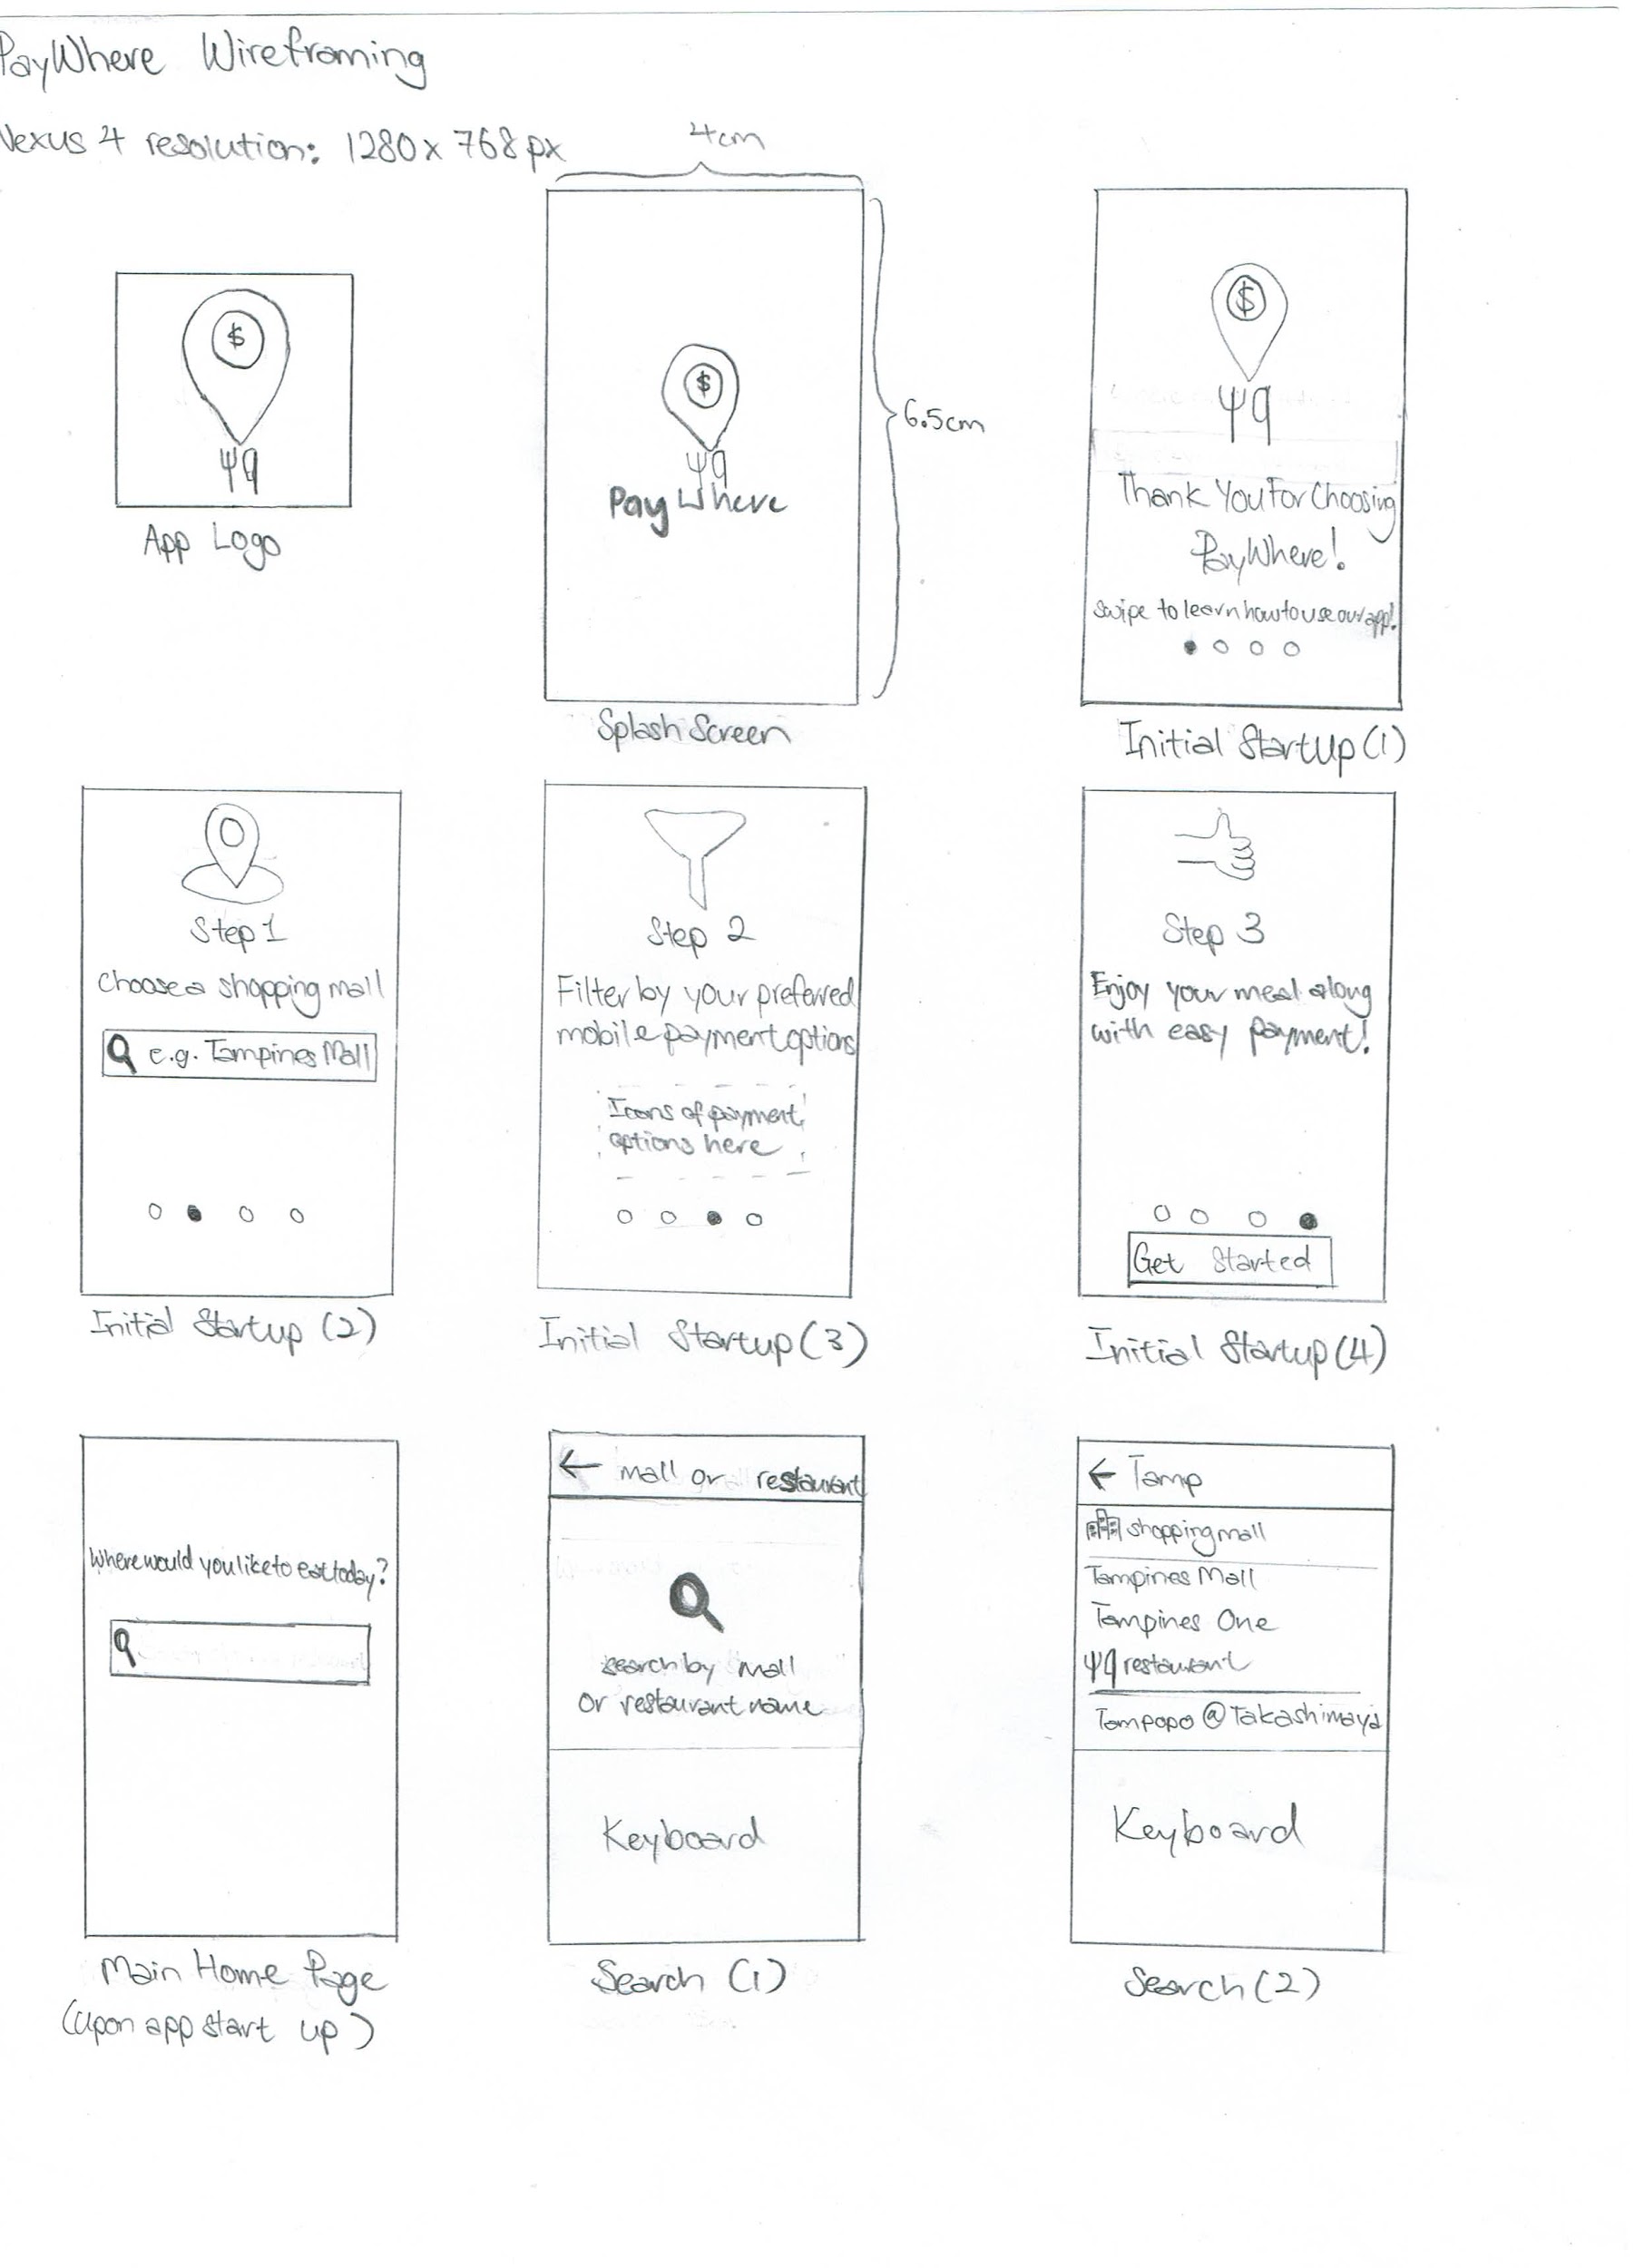 PayWhere Wireframing
Nexus 4 resolution: 1280 x 768px
4cm
$
App Logo
$
PayWhere
6.5cm
Splash Screen
$
Thank You For Choosing
PayWhere!
Swipe to learn how to use our app!
Initial Startup (1)
Step 1
Choose a shopping mall
e.g. Tampines Mall
Initial Startup (2)
Step 2
Filter by your preferred
mobile payment options
Icons of payment
options here
Initial Startup (3)
Step 3
Enjoy your meal along
with easy payment!
Get Started
Initial Startup (4)
Where would you like to eat today?
Main Home Page
(Upon app start up)
← mall or restaurant
search by mall
or restaurant name
Keyboard
Search (1)
← Tamp
shopping mall
Tampines Mall
Tampines One
restaurant
Tampopo @ Takashimaya
Keyboard
Search (2)